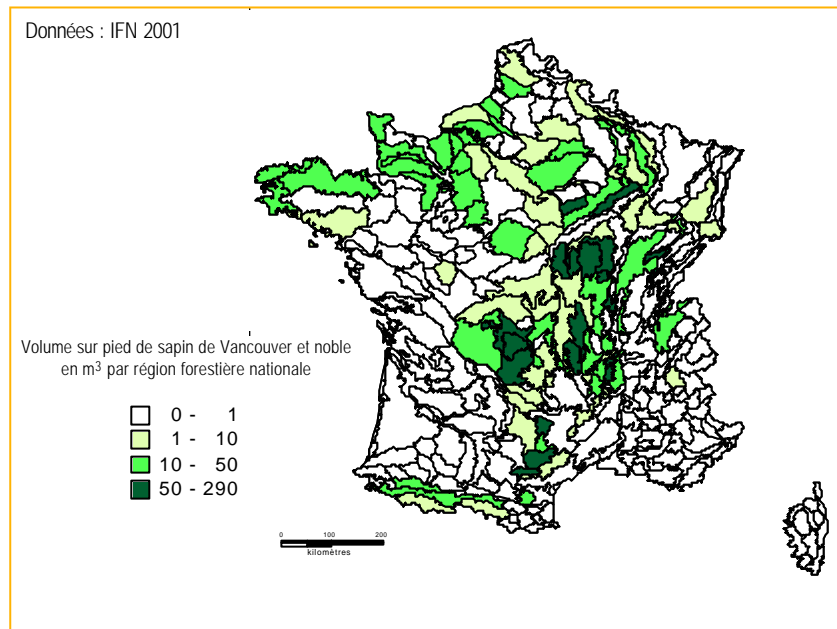 Données : IFN 2001
Volume sur pied de sapin de Vancouver et noble
en m³ par région forestière nationale
0 - 1
1 - 10
10 - 50
50 - 290
0 100 200
kilomètres